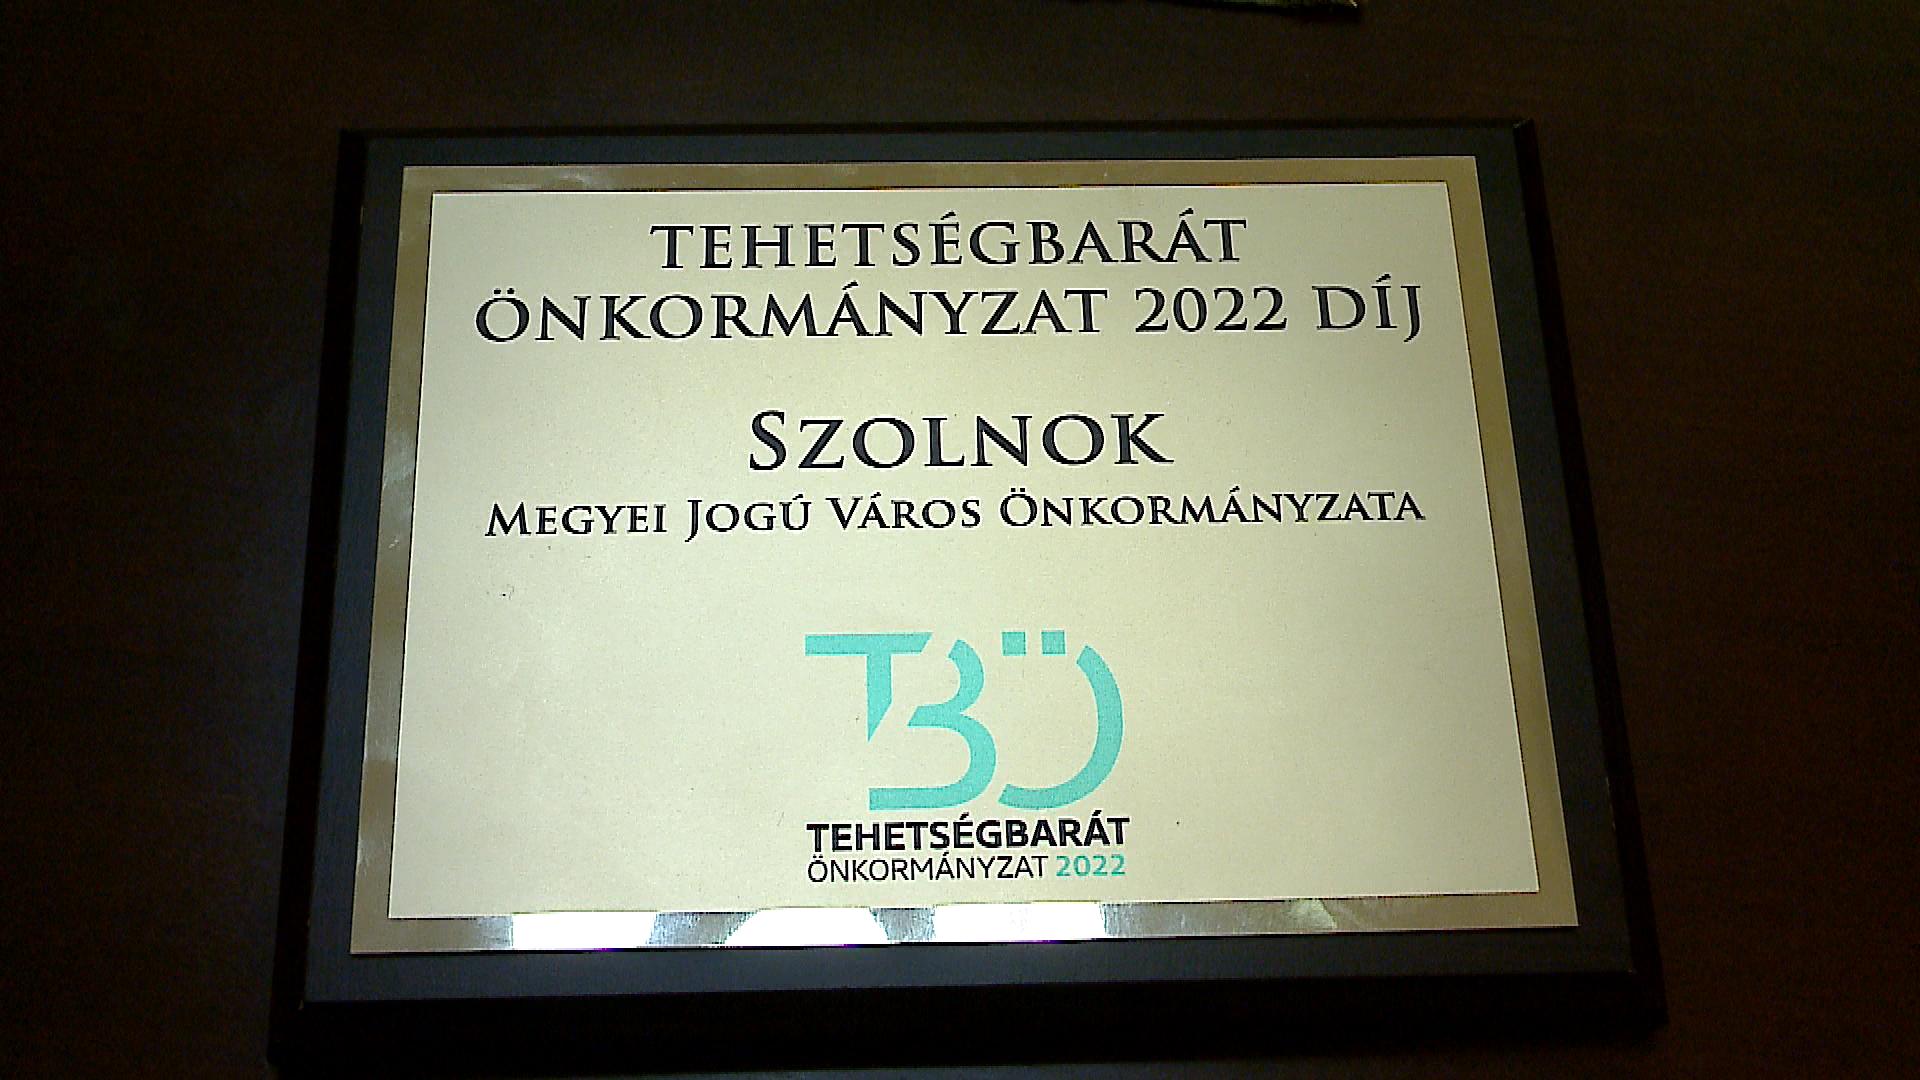 TEHETSÉGBARÁT
ÖNKORMÁNYZAT 2022 DÍJ
SZOLNOK
MEGYEI JOGÚ VÁROS ÖNKORMÁNYZATA
TBÖ
TEHETSÉGBARÁT
ÖNKORMÁNYZAT 2022